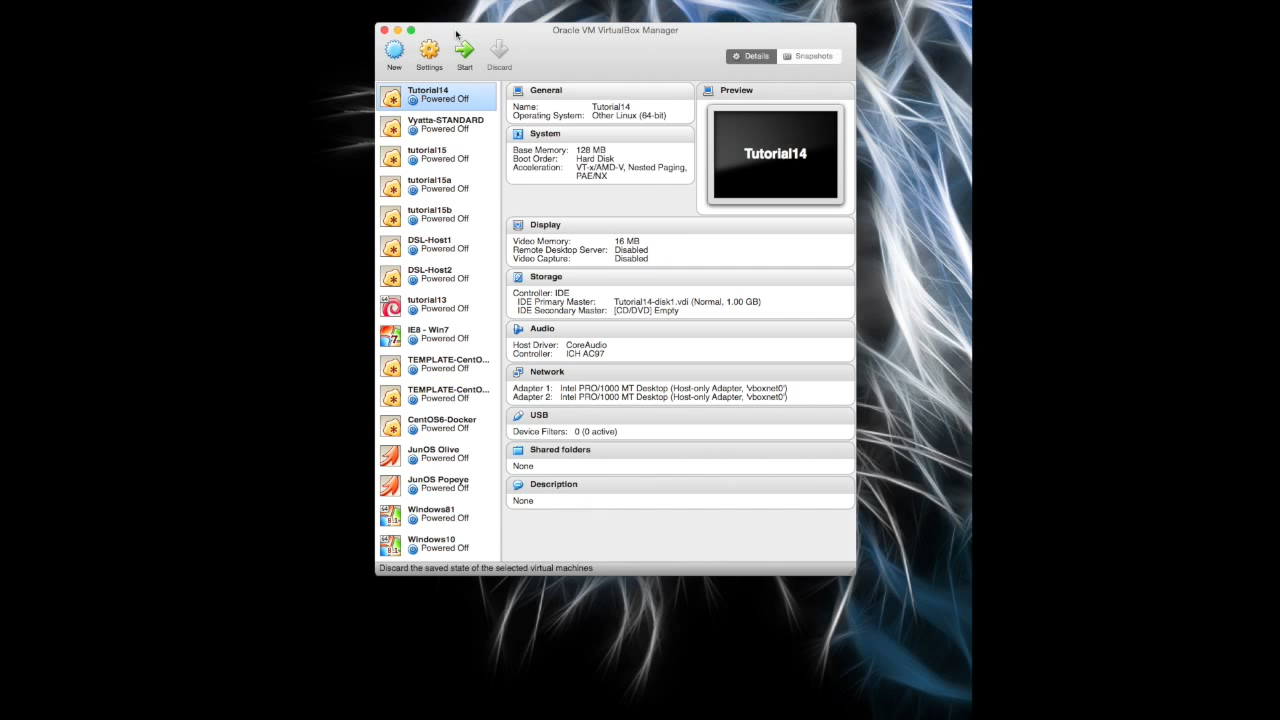 Oracle VM VirtualBox Manager
New Settings Start Discard
Details Snapshots
Tutorial14
Powered Off
Vyatta-STANDARD
Powered Off
tutorial15
Powered Off
tutorial15a
Powered Off
tutorial15b
Powered Off
DSL-Host1
Powered Off
DSL-Host2
Powered Off
tutorial13
Powered Off
IE8 - Win7
Powered Off
TEMPLATE-CentO...
Powered Off
TEMPLATE-CentO...
Powered Off
CentOS6-Docker
Powered Off
JunOS Olive
Powered Off
JunOS Popeye
Powered Off
Windows81
Powered Off
Windows10
Powered Off
General
Name: Tutorial14
Operating System: Other Linux (64-bit)
System
Base Memory: 128 MB
Boot Order: Hard Disk
Acceleration: VT-x/AMD-V, Nested Paging,
PAE/NX
Preview
Tutorial14
Display
Video Memory: 16 MB
Remote Desktop Server: Disabled
Video Capture: Disabled
Storage
Controller: IDE
IDE Primary Master: Tutorial14-disk1.vdi (Normal, 1.00 GB)
IDE Secondary Master: [CD/DVD] Empty
Audio
Host Driver: CoreAudio
Controller: ICH AC97
Network
Adapter 1: Intel PRO/1000 MT Desktop (Host-only Adapter, 'vboxnet0')
Adapter 2: Intel PRO/1000 MT Desktop (Host-only Adapter, 'vboxnet0')
USB
Device Filters: 0 (0 active)
Shared folders
None
Description
None
Discard the saved state of the selected virtual machines